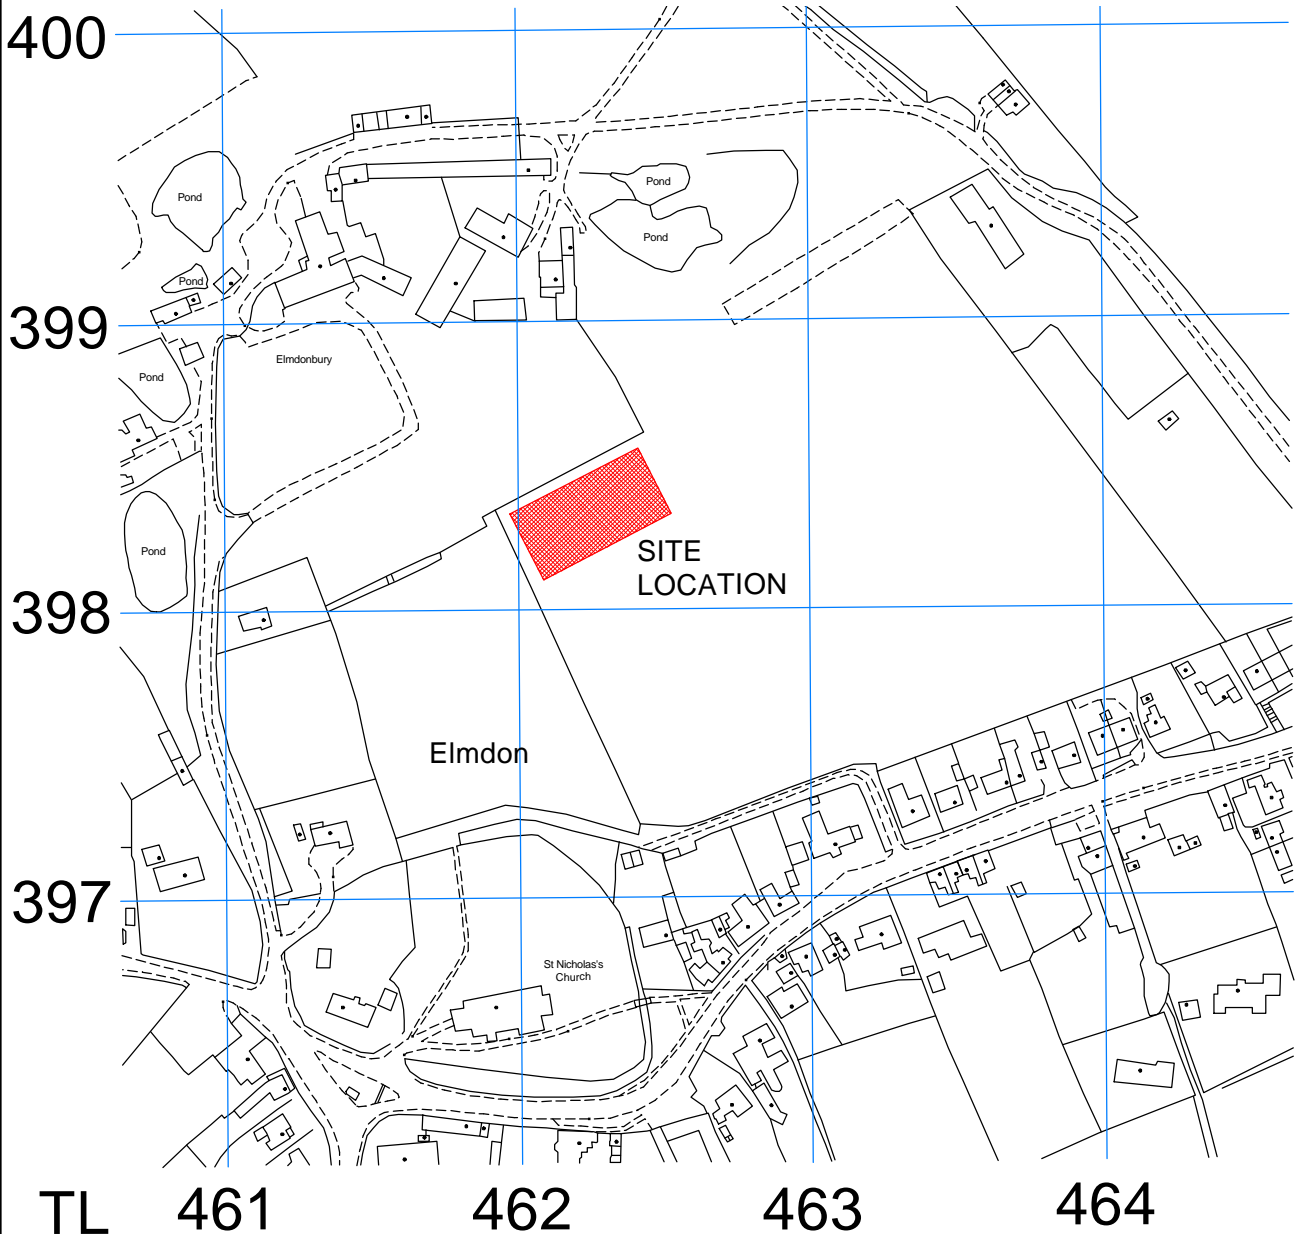 400
Pond
Pond
Pond
Pond
399
Elmdonbury
Pond
Pond
SITE
LOCATION
398
Elmdon
397
St Nicholas's
Church
TL 461 462 463 464